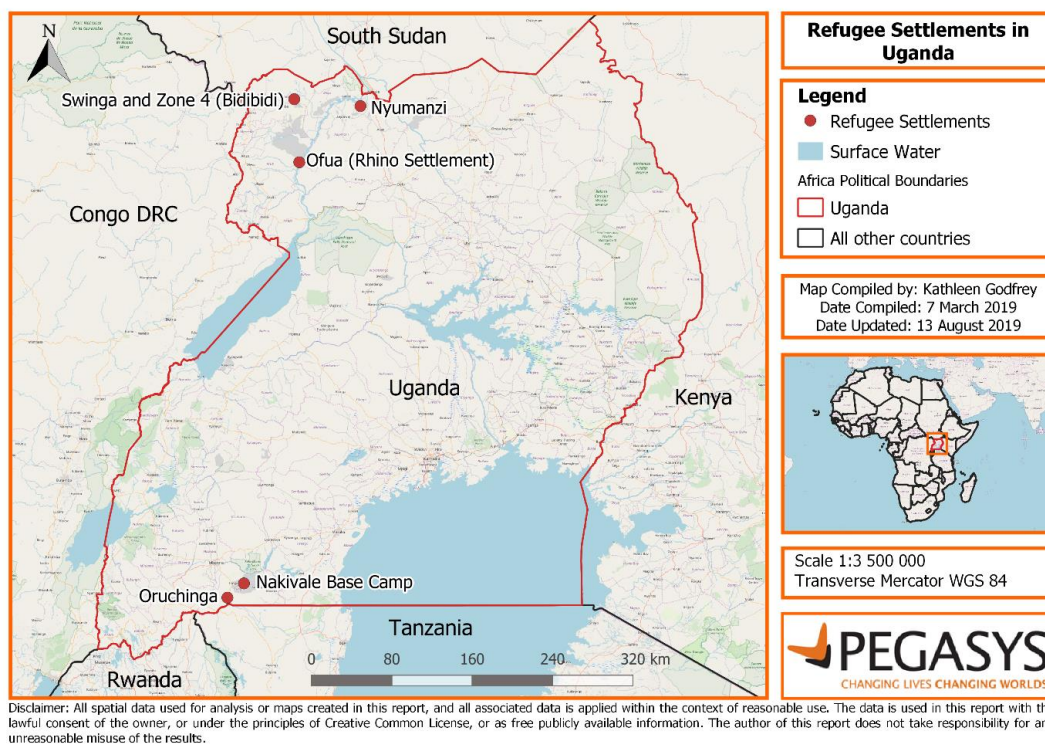 N
South Sudan
Swinga and Zone 4 (Bidibidi)
Nyumanzi
Ofua (Rhino Settlement)
Congo DRC
Uganda
Kenya
Nakivale Base Camp
Oruchinga
Tanzania
Rwanda
0 80 160 240 320 km
Refugee Settlements in
Uganda
Legend
Refugee Settlements
Surface Water
Africa Political Boundaries
Uganda
All other countries
Map Compiled by: Kathleen Godfrey
Date Compiled: 7 March 2019
Date Updated: 13 August 2019
Scale 1:3 500 000
Transverse Mercator WGS 84
PEGASYS
CHANGING LIVES CHANGING WORLDS
Disclaimer: All spatial data used for analysis or maps created in this report, and all associated data is applied within the context of reasonable use. The data is used in this report with th
lawful consent of the owner, or under the principles of Creative Common License, or as free publicly available information. The author of this report does not take responsibility for an
unreasonable misuse of the results.